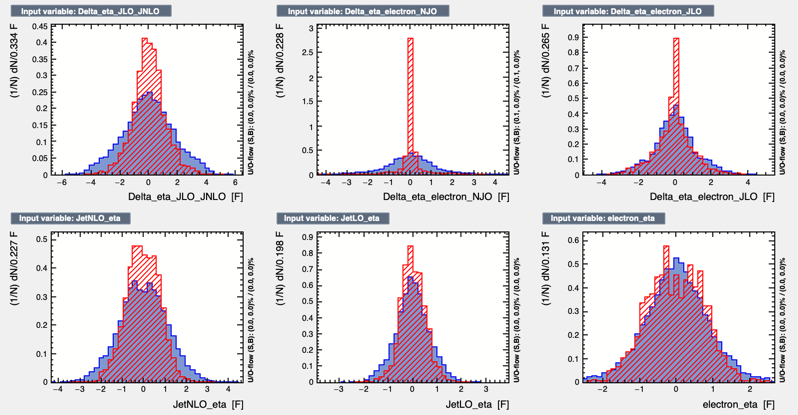 Input variable: Delta_eta_JLO_JNLO
(1/N) dN/0.334 F
0.45
0.4
0.35
0.3
0.25
0.2
0.15
0.1
0.05
0
−6 −4 −2 0 2 4 6
Delta_eta_JLO_JNLO [F]
U/O-flow (S,B): (0.0, 0.0)% / (0.0, 0.0)%
Input variable: Delta_eta_electron_NJO
(1/N) dN/0.228 F
3
2.5
2
1.5
1
0.5
0
−4 −3 −2 −1 0 1 2 3 4
Delta_eta_electron_NJO [F]
U/O-flow (S,B): (0.1, 0.0)% / (0.1, 0.0)%
Input variable: Delta_eta_electron_JLO
(1/N) dN/0.265 F
0.9
0.8
0.7
0.6
0.5
0.4
0.3
0.2
0.1
0
−4 −2 0 2 4
Delta_eta_electron_JLO [F]
U/O-flow (S,B): (0.0, 0.0)% / (0.0, 0.0)%
Input variable: JetNLO_eta
(1/N) dN/0.227 F
0.5
0.4
0.3
0.2
0.1
0
−4 −3 −2 −1 0 1 2 3 4
JetNLO_eta [F]
U/O-flow (S,B): (0.0, 0.0)% / (0.0, 0.0)%
Input variable: JetLO_eta
(1/N) dN/0.198 F
0.9
0.8
0.7
0.6
0.5
0.4
0.3
0.2
0.1
0
−3 −2 −1 0 1 2 3
JetLO_eta [F]
U/O-flow (S,B): (0.0, 0.0)% / (0.0, 0.0)%
Input variable: electron_eta
(1/N) dN/0.131 F
0.6
0.5
0.4
0.3
0.2
0.1
0
−2 −1 0 1 2
electron_eta [F]
U/O-flow (S,B): (0.0, 0.0)% / (0.0, 0.0)%